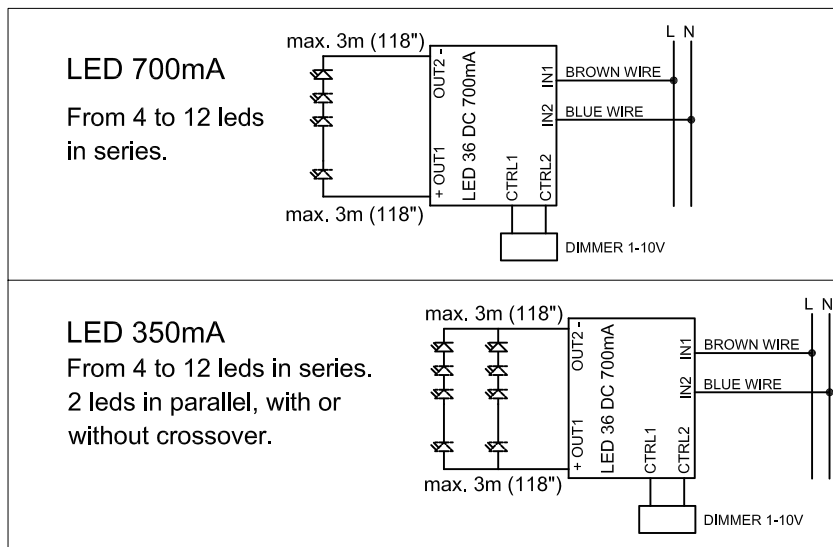 L N
max. 3m (118")
LED 700mA
From 4 to 12 leds
in series.
OUT2 -
+ OUT1
LED 36 DC 700mA
IN1
IN2
CTRL1
CTRL2
BROWN WIRE
BLUE WIRE
max. 3m (118")
DIMMER 1-10V
L N
max. 3m (118")
LED 350mA
From 4 to 12 leds in series.
2 leds in parallel, with or
without crossover.
OUT2 -
+ OUT1
LED 36 DC 700mA
IN1
IN2
CTRL1
CTRL2
BROWN WIRE
BLUE WIRE
max. 3m (118")
DIMMER 1-10V